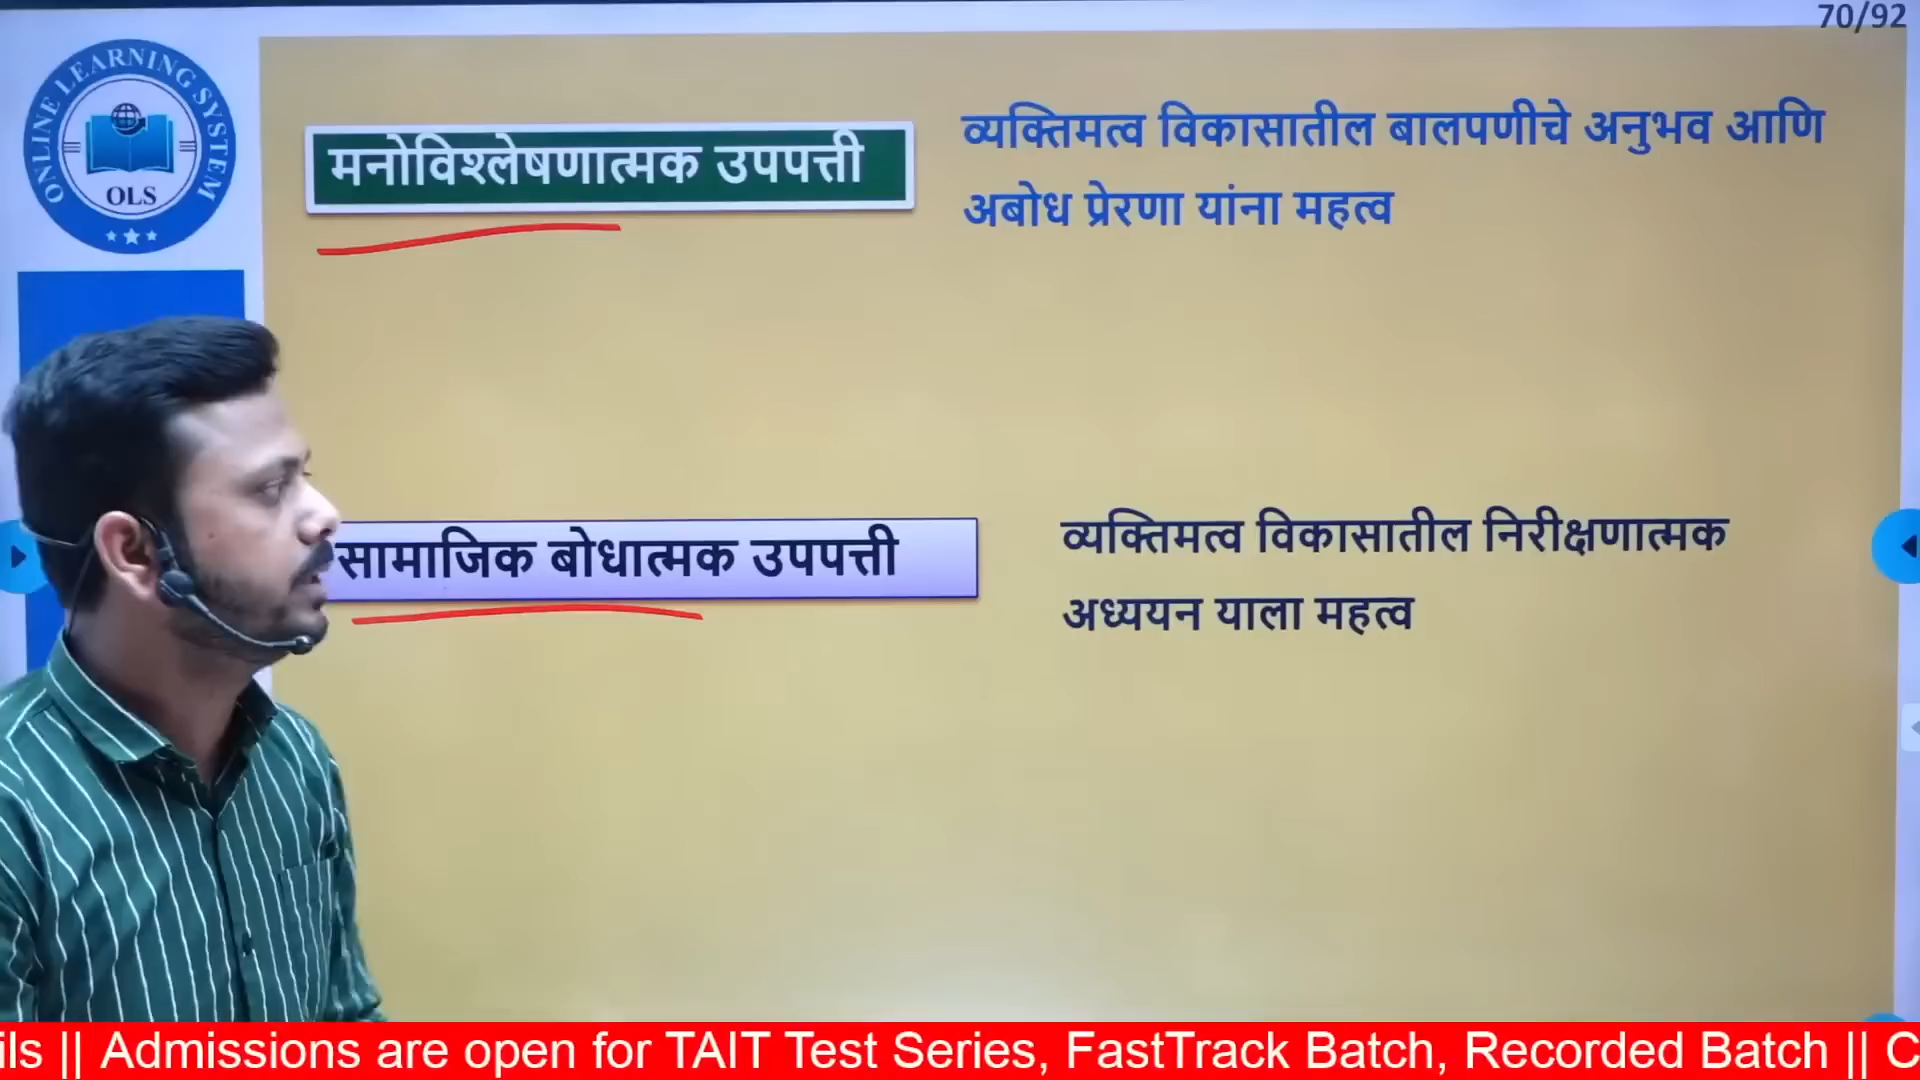 70/92
ONLINE LEARNING SYSTEM
OLS
मनोविश्लेषणात्मक उपपत्ती
व्यक्तिमत्व विकासातील बालपणीचे अनुभव आणि
अबोध प्रेरणा यांना महत्व
सामाजिक बोधात्मक उपपत्ती
व्यक्तिमत्व विकासातील निरीक्षणात्मक
अध्ययन याला महत्व
ils || Admissions are open for TAIT Test Series, FastTrack Batch, Recorded Batch || C